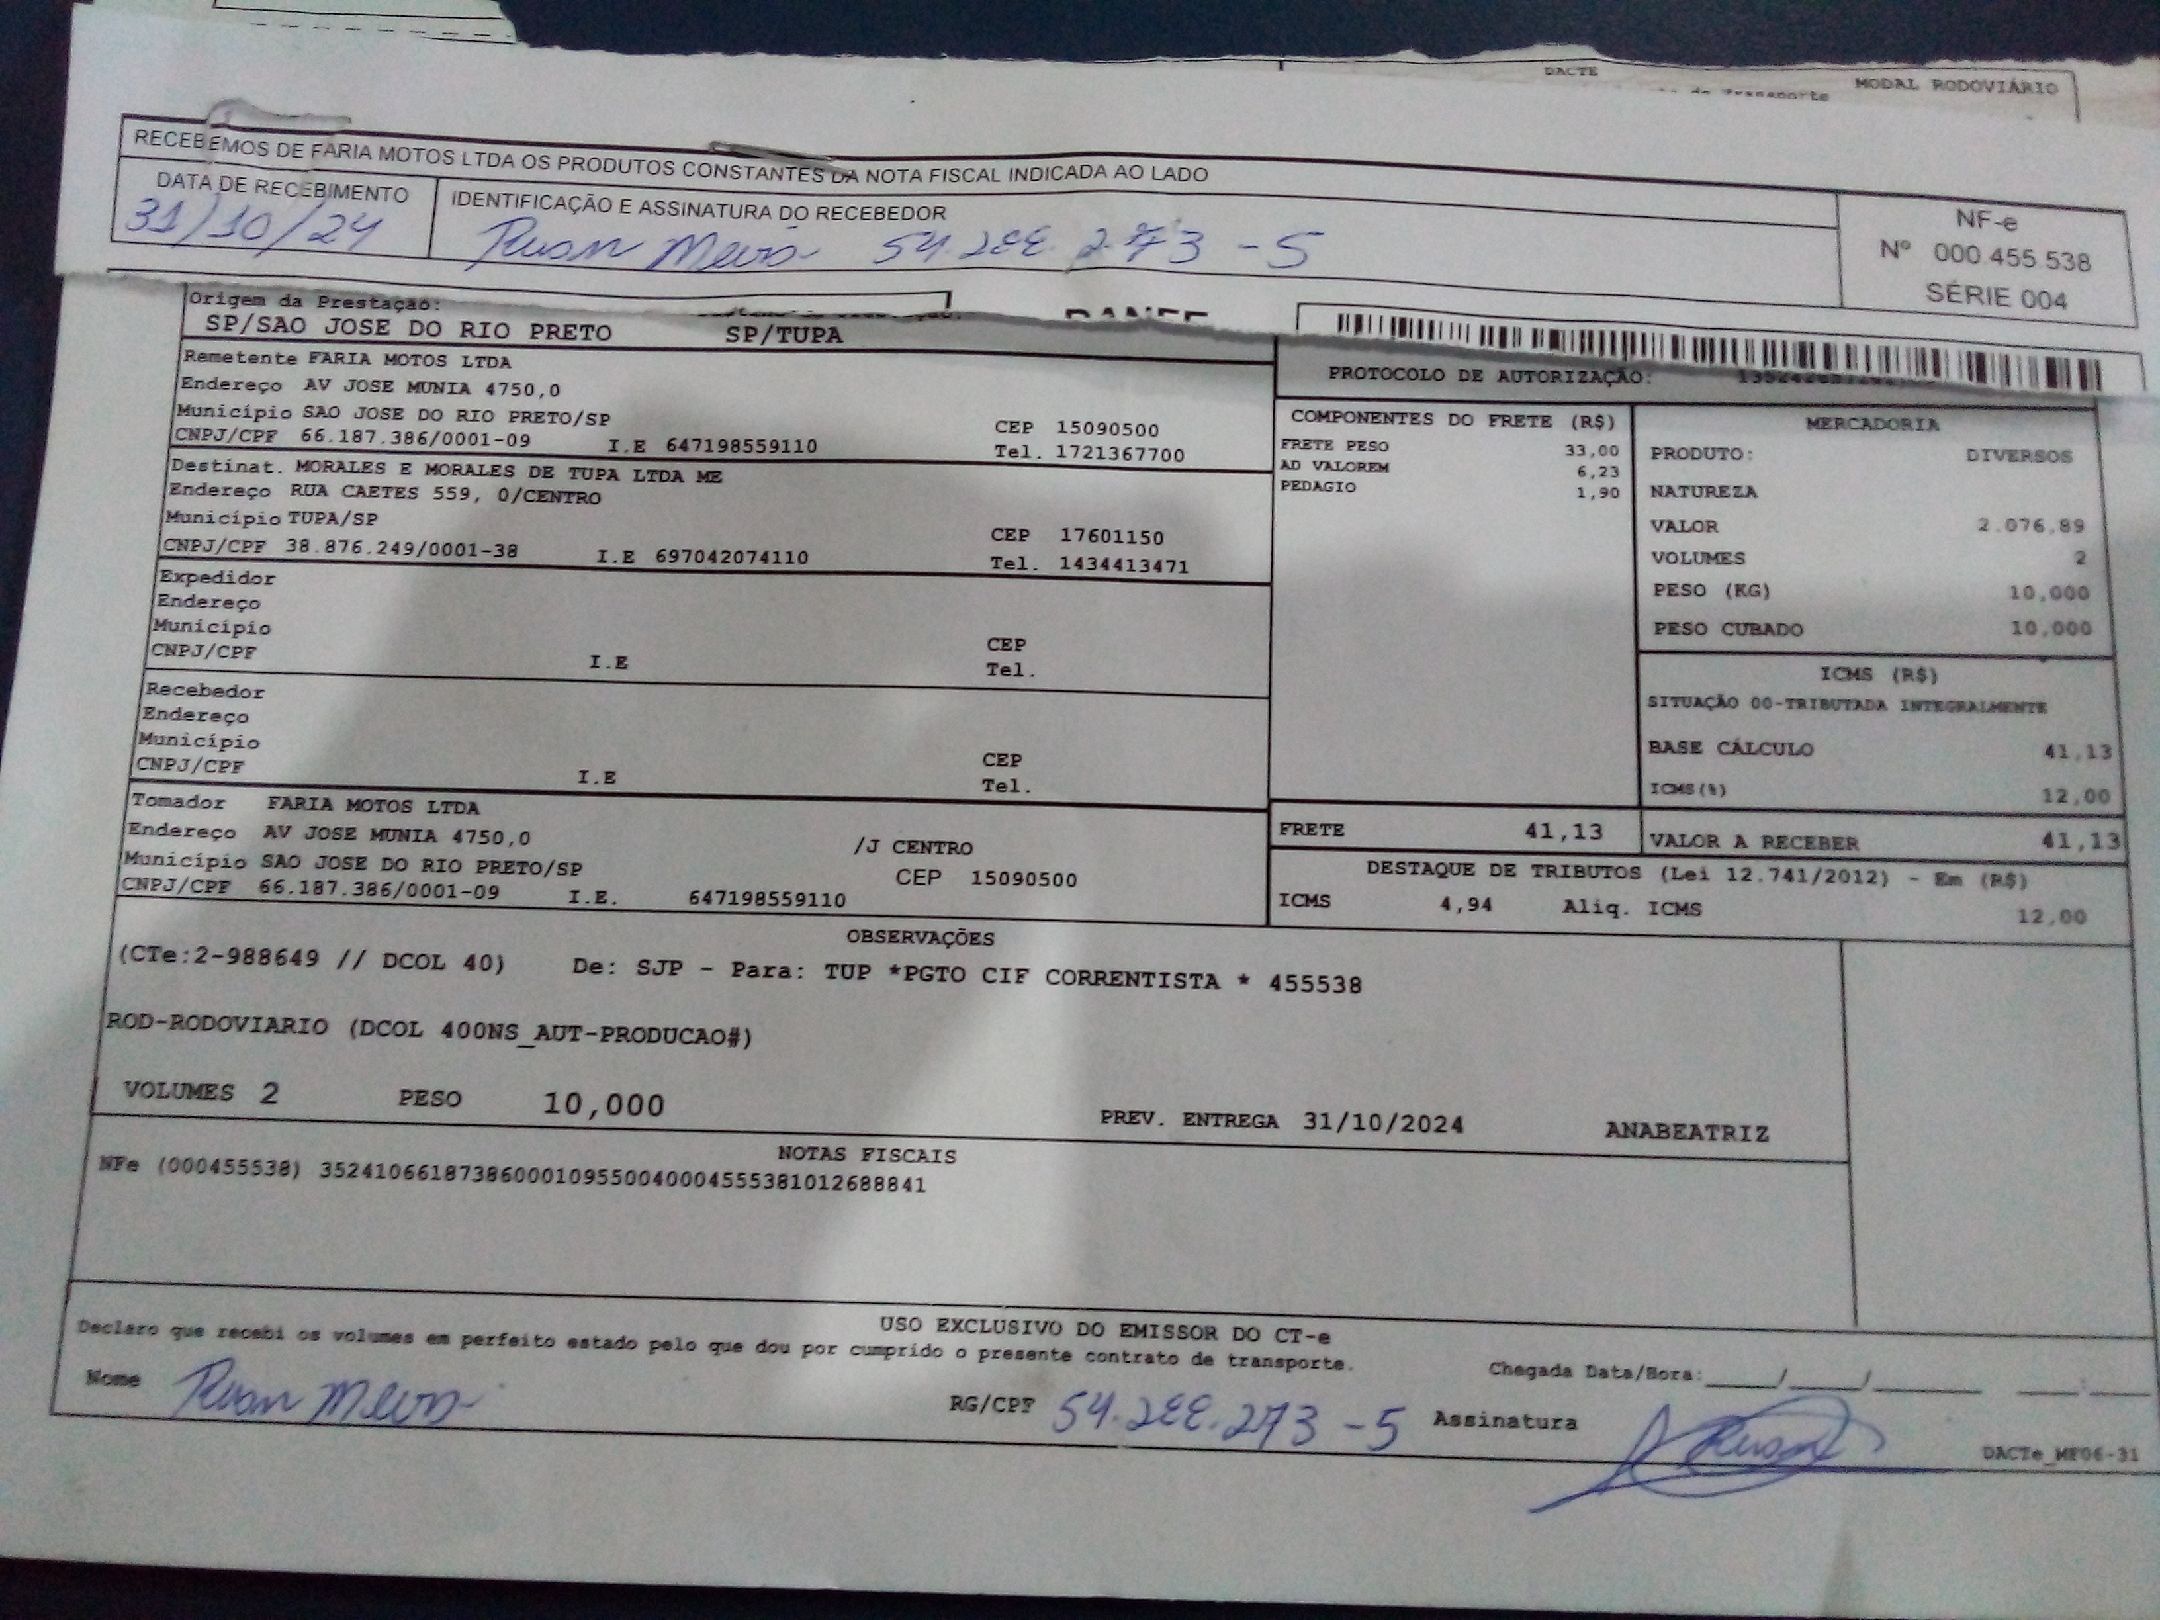 DACTE
MODAL RODOVIÁRIO
de Transporte
RECEBEMOS DE FARIA MOTOS LTDA OS PRODUTOS CONSTANTES DA NOTA FISCAL INDICADA AO LADO
DATA DE RECEBIMENTO
31/10/24
IDENTIFICAÇÃO E ASSINATURA DO RECEBEDOR
Ruan 273-5
NF-e
Nº 000.455.538
SÉRIE 004
Origem da Prestação:
SP/SAO JOSE DO RIO PRETO SP/TUPA
DANFE
Remetente FARIA MOTOS LTDA
Endereço AV JOSE MUNIA 4750,0
Município SAO JOSE DO RIO PRETO/SP CEP 15090500
CNPJ/CPF 66.187.386/0001-09 I.E 647198559110 Tel. 1721367700
Destinat. MORALES E MORALES DE TUPA LTDA ME
Endereço RUA CAETES 559, 0/CENTRO
Município TUPA/SP CEP 17601150
CNPJ/CPF 38.876.249/0001-38 I.E 697042074110 Tel. 1434413471
Expedidor
Endereço
Município CEP
CNPJ/CPF I.E Tel.
Recebedor
Endereço
Município CEP
CNPJ/CPF I.E Tel.
Tomador FARIA MOTOS LTDA
Endereço AV JOSE MUNIA 4750,0 /J CENTRO
Município SAO JOSE DO RIO PRETO/SP CEP 15090500
CNPJ/CPF 66.187.386/0001-09 I.E. 647198559110
PROTOCOLO DE AUTORIZAÇÃO:
COMPONENTES DO FRETE (R$)
FRETE PESO 33,00
AD VALOREM 6,23
PEDAGIO 1,90
MERCADORIA
PRODUTO: DIVERSOS
NATUREZA
VALOR 2.076,89
VOLUMES 2
PESO (KG) 10,000
PESO CUBADO 10,000
ICMS (R$)
SITUAÇÃO 00-TRIBUTADA INTEGRALMENTE
BASE CÁLCULO 41,13
ICMS(%) 12,00
FRETE 41,13
VALOR A RECEBER 41,13
DESTAQUE DE TRIBUTOS (Lei 12.741/2012) - Em (R$)
ICMS 4,94 Aliq. ICMS 12,00
OBSERVAÇÕES
(CTe:2-988649 // DCOL 40) De: SJP - Para: TUP *PGTO CIF CORRENTISTA * 455538
ROD-RODOVIARIO (DCOL 400NS_AUT-PRODUCAO#)
VOLUMES 2 PESO 10,000 PREV. ENTREGA 31/10/2024 ANABEATRIZ
NOTAS FISCAIS
NFe (000455538) 35241066187386000109550040004555381012688841
USO EXCLUSIVO DO EMISSOR DO CT-e
Declaro que recebi os volumes em perfeito estado pelo que dou por cumprido o presente contrato de transporte.
Chegada Data/Hora:____/____/______ ___:___
Nome Ruan RG/CPF 273-5 Assinatura Ruan
DACTe_MF06-31